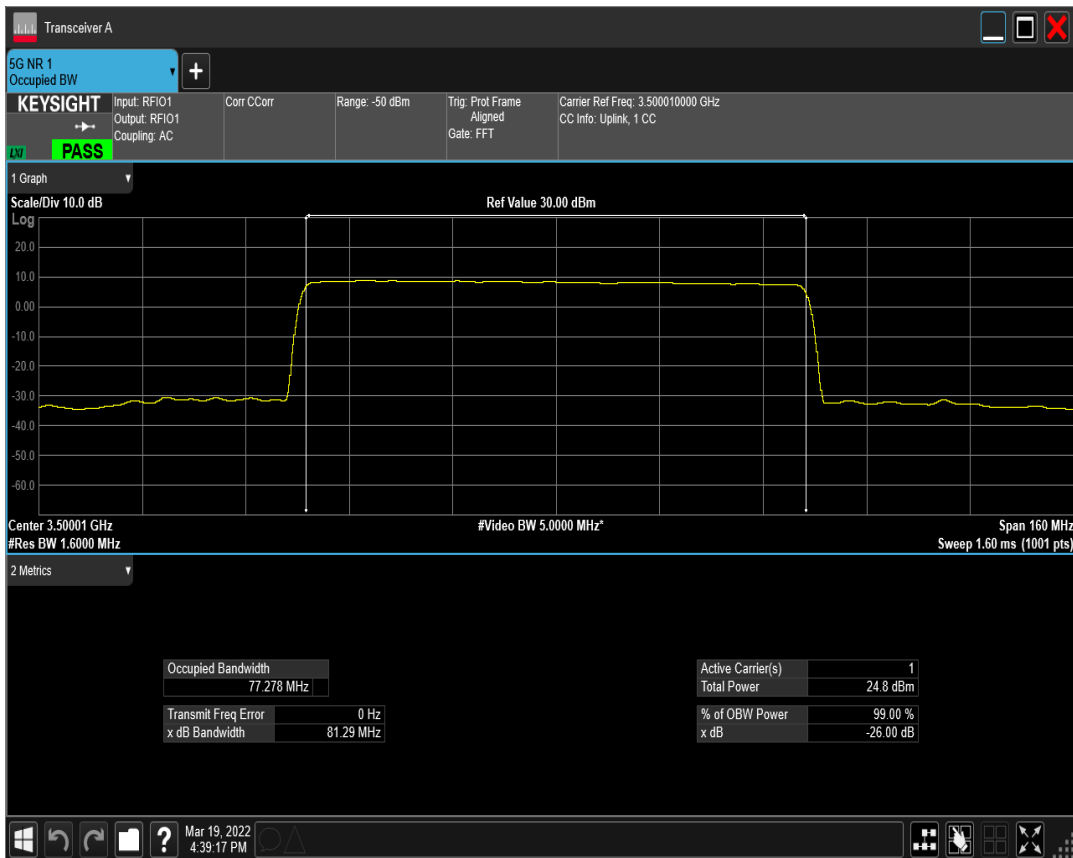 Transceiver A
5G NR 1
Occupied BW
+
KEYSIGHT
LXI
PASS
Input: RFIO1
Output: RFIO1
Coupling: AC
Corr CCorr
Range: -50 dBm
Trig: Prot Frame
Aligned
Gate: FFT
Carrier Ref Freq: 3.500010000 GHz
CC Info: Uplink, 1 CC
1 Graph
Scale/Div 10.0 dB
Ref Value 30.00 dBm
Log
20.0
10.0
0.00
-10.0
-20.0
-30.0
-40.0
-50.0
-60.0
Center 3.50001 GHz
#Video BW 5.0000 MHz*
Span 160 MHz
#Res BW 1.6000 MHz
Sweep 1.60 ms (1001 pts)
2 Metrics
Occupied Bandwidth
77.278 MHz
Transmit Freq Error 0 Hz
x dB Bandwidth 81.29 MHz
Active Carrier(s) 1
Total Power 24.8 dBm
% of OBW Power 99.00 %
x dB -26.00 dB
?
Mar 19, 2022
4:39:17 PM